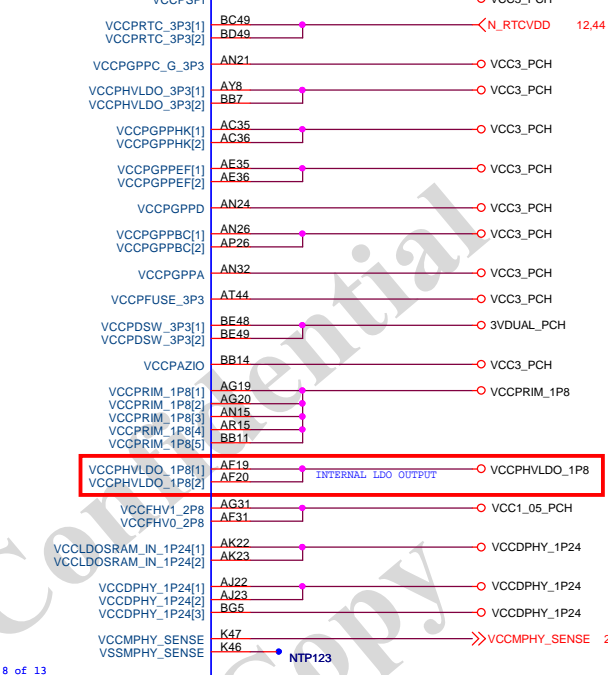 VCCPSPI VCC3_PCH
VCCPRTC_3P3[1] BC49 N_RTCVDD 12,44
VCCPRTC_3P3[2] BD49
VCCPGPPC_G_3P3 AN21 VCC3_PCH
VCCPHVLDO_3P3[1] AY8 VCC3_PCH
VCCPHVLDO_3P3[2] BB7
VCCPGPPHK[1] AC35 VCC3_PCH
VCCPGPPHK[2] AC36
VCCPGPPEF[1] AE35 VCC3_PCH
VCCPGPPEF[2] AE36
VCCPGPPD AN24 VCC3_PCH
VCCPGPPBC[1] AN26 VCC3_PCH
VCCPGPPBC[2] AP26
VCCPGPPA AN32 VCC3_PCH
VCCPFUSE_3P3 AT44 VCC3_PCH
VCCPDSW_3P3[1] BE48 3VDUAL_PCH
VCCPDSW_3P3[2] BE49
VCCPAZIO BB14 VCC3_PCH
VCCPRIM_1P8[1] AG19 VCCPRIM_1P8
VCCPRIM_1P8[2] AG20
VCCPRIM_1P8[3] AN15
VCCPRIM_1P8[4] AR15
VCCPRIM_1P8[5] BB11
VCCPHVLDO_1P8[1] AF19 INTERNAL LDO OUTPUT VCCPHVLDO_1P8
VCCPHVLDO_1P8[2] AF20
VCCFHV1_2P8 AG31 VCC1_05_PCH
VCCFHV0_2P8 AF31
VCCLDOSRAM_IN_1P24[1] AK22 VCCDPHY_1P24
VCCLDOSRAM_IN_1P24[2] AK23
VCCDPHY_1P24[1] AJ22 VCCDPHY_1P24
VCCDPHY_1P24[2] AJ23
VCCDPHY_1P24[3] BG5 VCCDPHY_1P24
VCCMPHY_SENSE K47 VCCMPHY_SENSE 2
VSSMPHY_SENSE K46 NTP123
8 of 13
Confidential
Copy